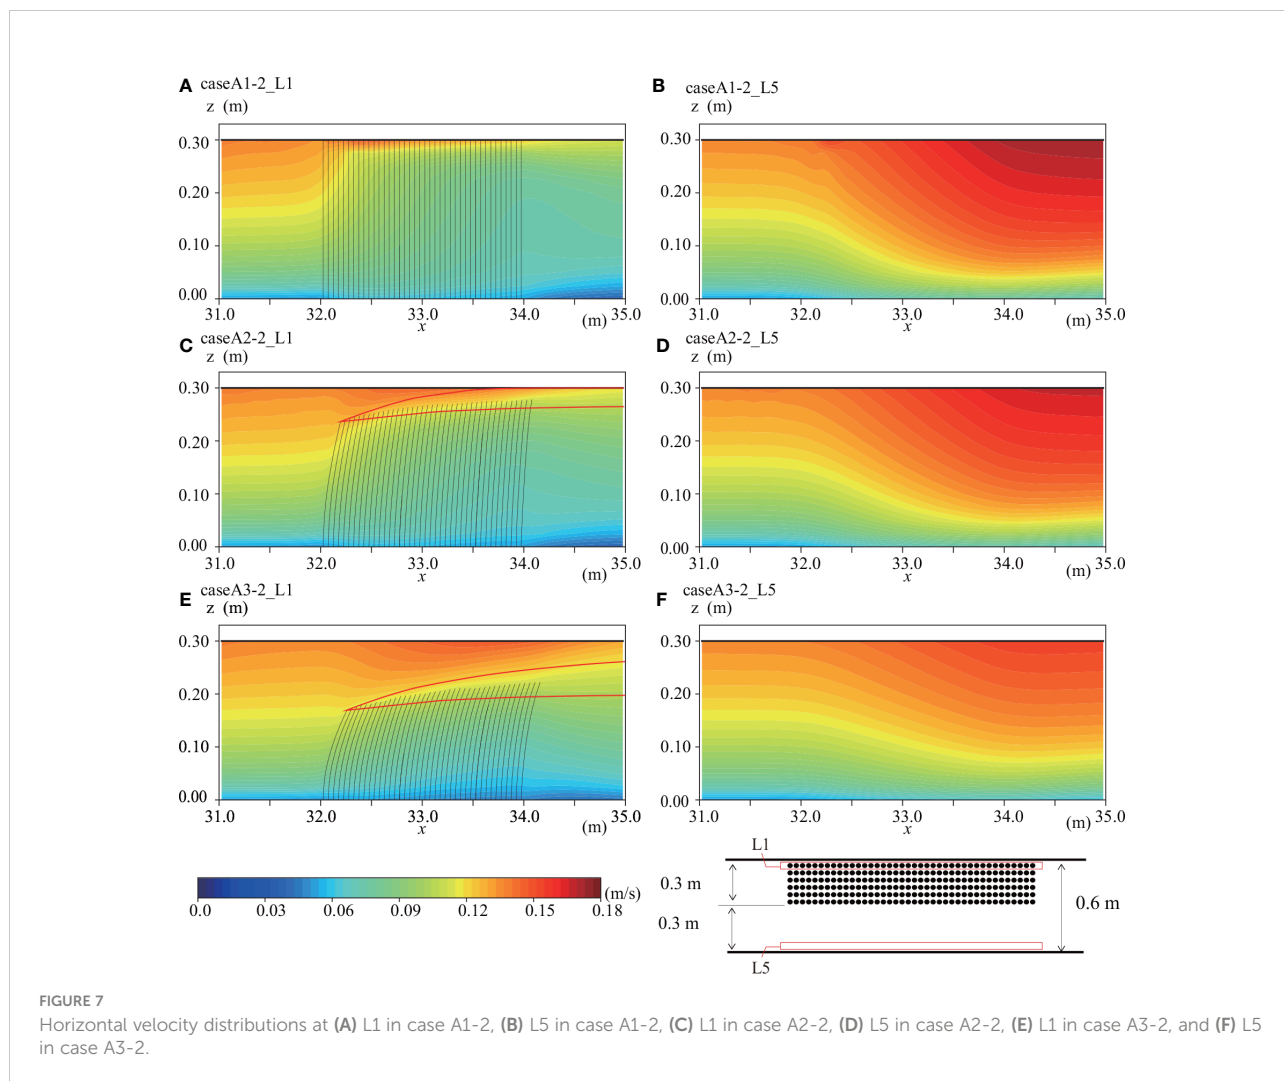 A caseA1-2_L1
z (m)
0.30
0.20
0.10
0.00
31.0 32.0 33.0 34.0 (m) 35.0
x
B caseA1-2_L5
z (m)
0.30
0.20
0.10
0.00
31.0 32.0 33.0 34.0 (m) 35.0
x
C caseA2-2_L1
z (m)
0.30
0.20
0.10
0.00
31.0 32.0 33.0 34.0 (m) 35.0
x
D caseA2-2_L5
z (m)
0.30
0.20
0.10
0.00
31.0 32.0 33.0 34.0 (m) 35.0
x
E caseA3-2_L1
z (m)
0.30
0.20
0.10
0.00
31.0 32.0 33.0 34.0 (m) 35.0
x
F caseA3-2_L5
z (m)
0.30
0.20
0.10
0.00
31.0 32.0 33.0 34.0 (m) 35.0
x
(m/s)
0.0 0.03 0.06 0.09 0.12 0.15 0.18
L1
0.3 m
0.3 m
0.6 m
L5
FIGURE 7
Horizontal velocity distributions at (A) L1 in case A1-2, (B) L5 in case A1-2, (C) L1 in case A2-2, (D) L5 in case A2-2, (E) L1 in case A3-2, and (F) L5
in case A3-2.